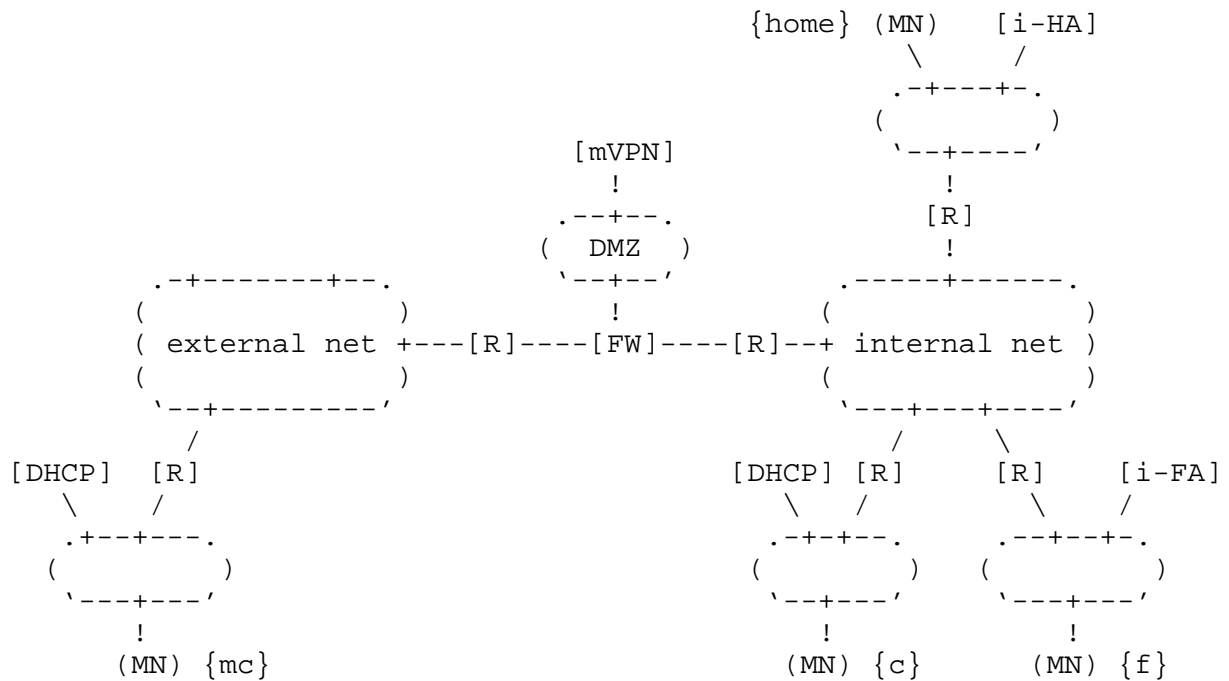 {home} (MN) [i-HA]
\ /
.-+---+-.
( )
[mVPN] `--+----'
! !
.--+--. [R]
( DMZ ) !
.-+-------+--. `--+--' .-----+------.
( ) ! ( )
( external net +---[R]----[FW]----[R]--+ internal net )
( ) ( )
`--+---------' `---+---+----'
/ / \
[DHCP] [R] [DHCP] [R] [R] [i-FA]
\ / \ / \ /
.+--+---. .-+-+--. .--+--+-.
( ) ( ) ( )
`---+---' `--+---' `---+---'
! ! !
(MN) {mc} (MN) {c} (MN) {f}